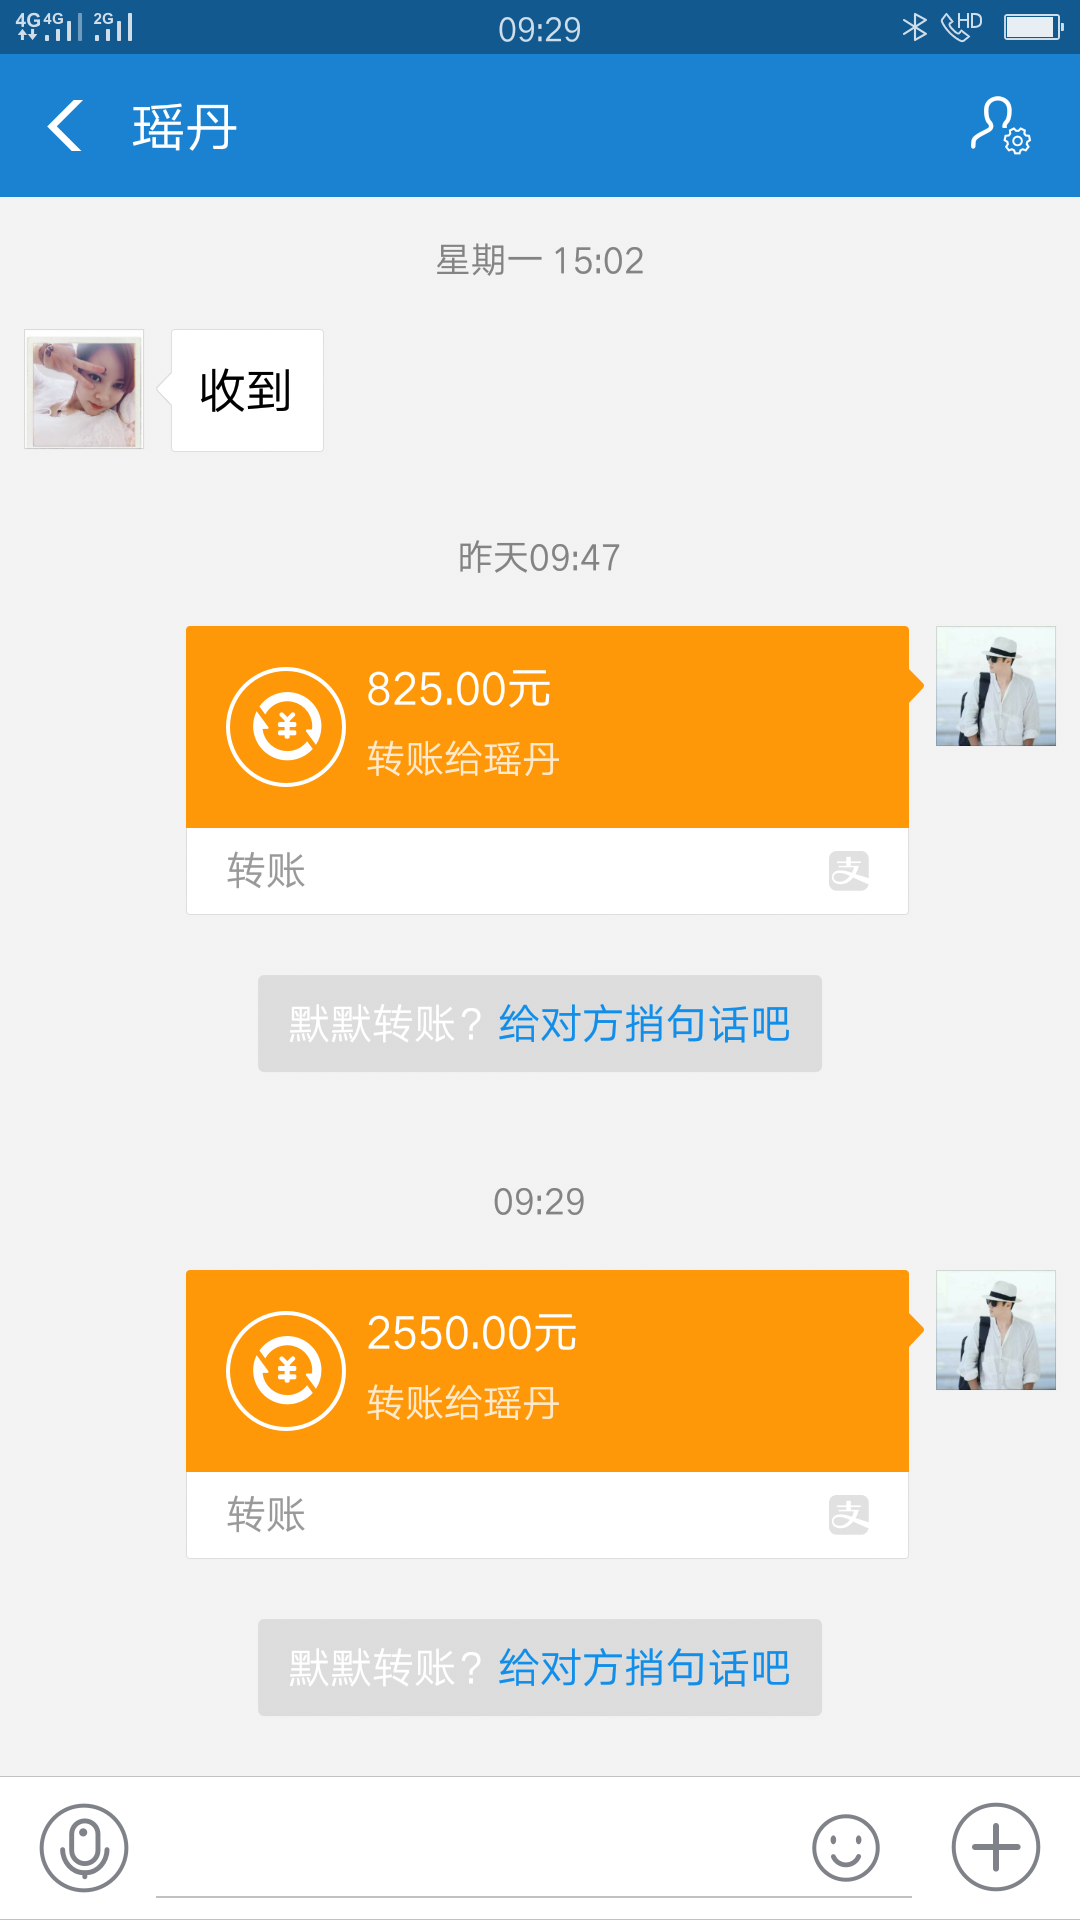 4G 4G 2G 09:29 HD
瑶丹
星期一 15:02
收到
昨天09:47
825.00元
转账给瑶丹
转账
支
默默转账? 给对方捎句话吧
09:29
2550.00元
转账给瑶丹
转账
支
默默转账? 给对方捎句话吧